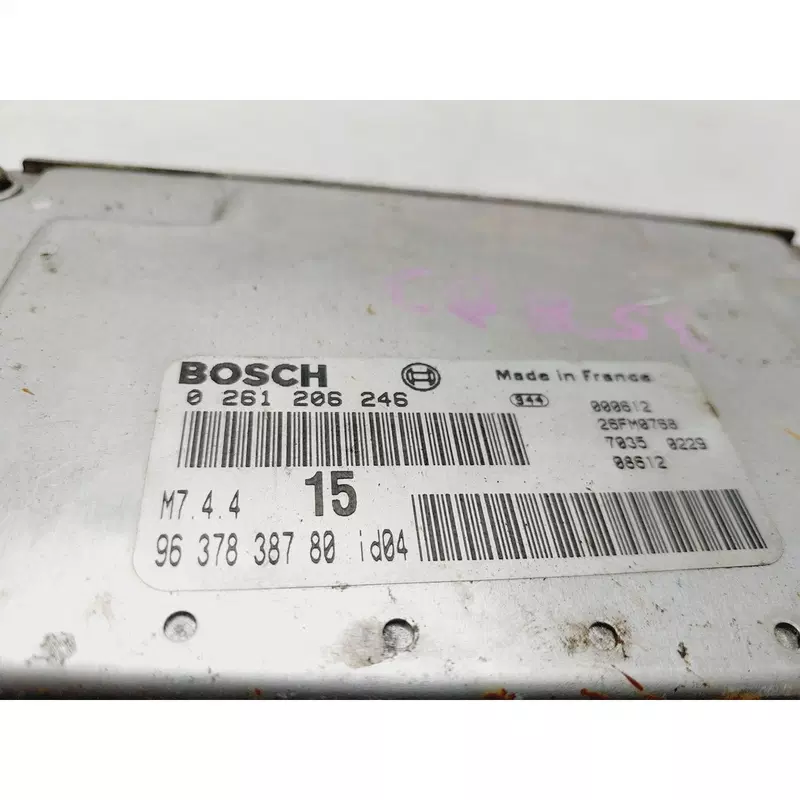 BOSCH
Made in France
0 261 206 246
944
000612
26FM0768
7035 0229
08612
M7.4.4
15
96 378 387 80 id04